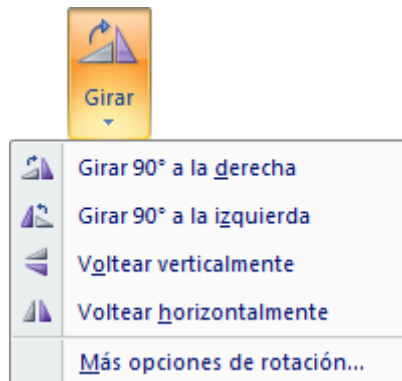 Girar
Girar 90° a la derecha
Girar 90° a la izquierda
Voltear verticalmente
Voltear horizontalmente
Más opciones de rotación...